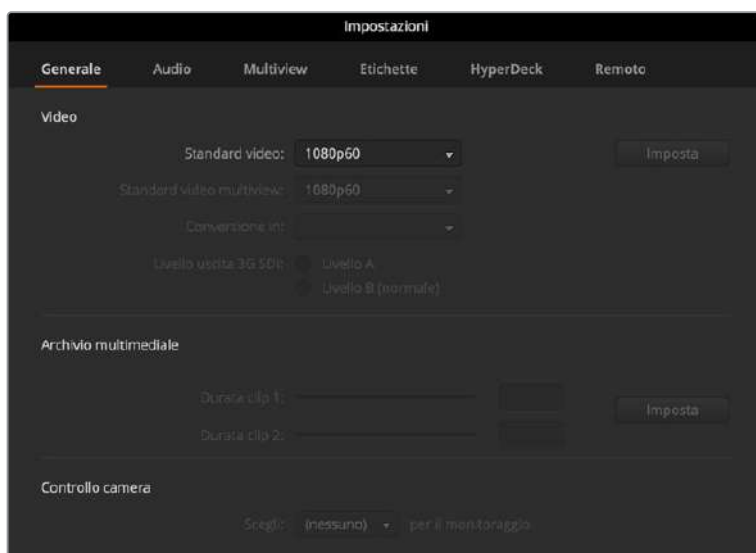 Impostazioni
Generale Audio Multiview Etichette HyperDeck Remoto
Video
Standard video: 1080p60 Imposta
Standard video multiview: 1080p60
Conversione in:
Livello uscita 3G SDI: Livello A
Livello B (normale)
Archivio multimediale
Durata clip 1:
Imposta
Durata clip 2:
Controllo camera
Scegli: (nessuno) per il monitoraggio